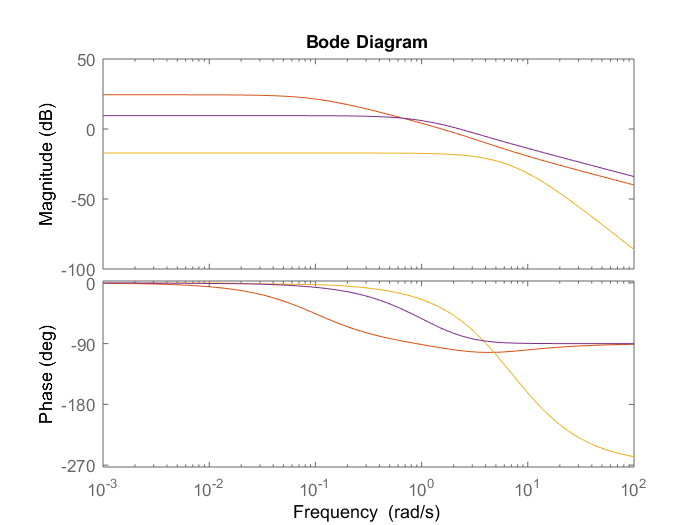 Bode Diagram
Magnitude (dB)
50
0
-50
-100
Phase (deg)
0
-90
-180
-270
10^-3 10^-2 10^-1 10^0 10^1 10^2
Frequency (rad/s)